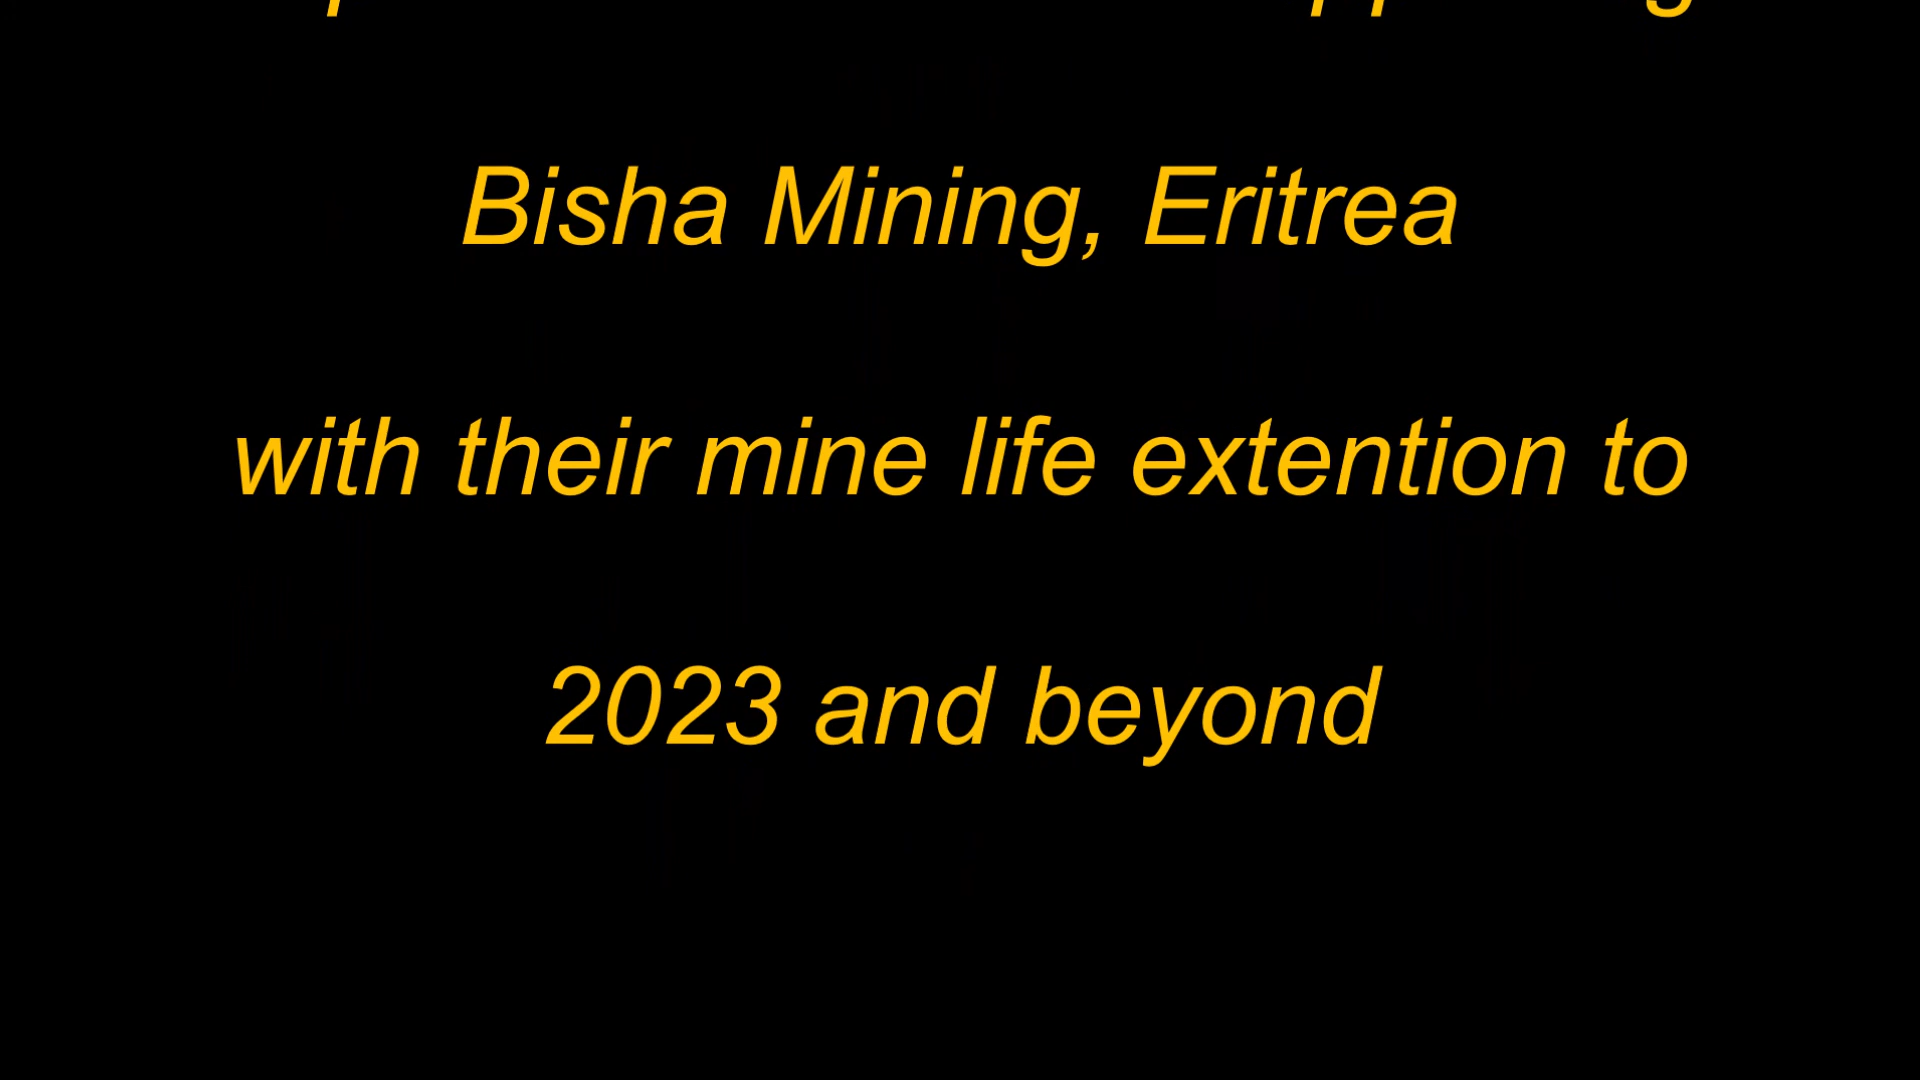 Bisha Mining, Eritrea
with their mine life extention to
2023 and beyond